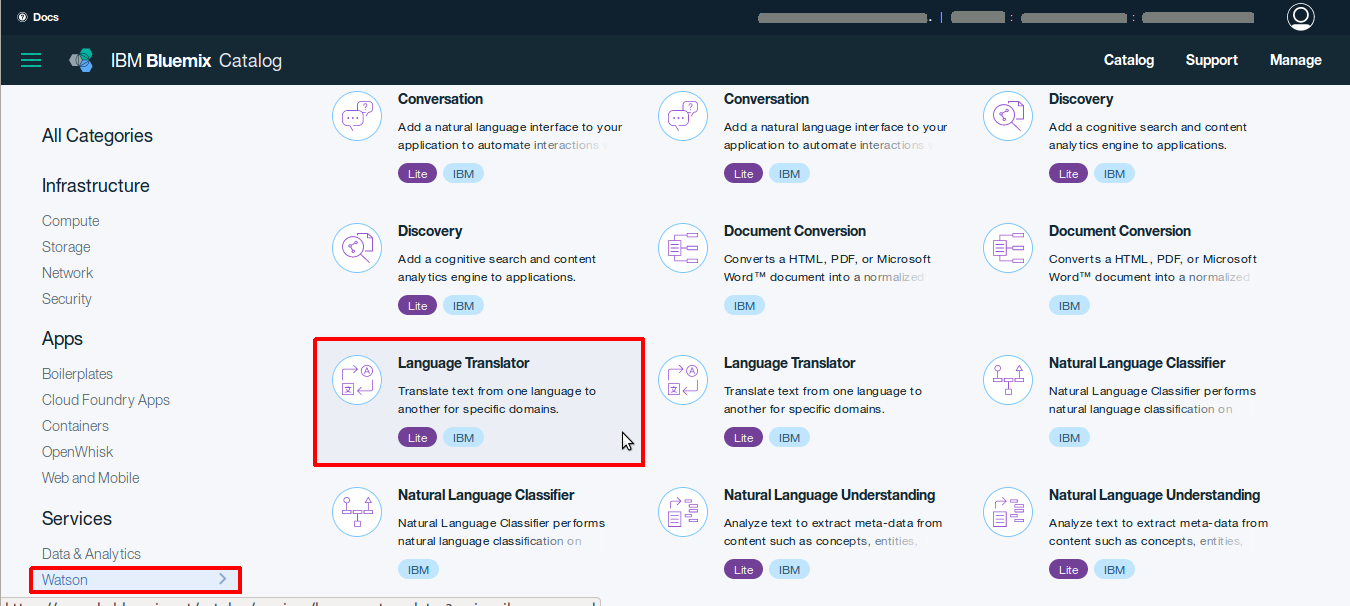 Docs
IBM Bluemix Catalog
Catalog Support Manage
All Categories
Infrastructure
Compute
Storage
Network
Security
Apps
Boilerplates
Cloud Foundry Apps
Containers
OpenWhisk
Web and Mobile
Services
Data & Analytics
Watson
Conversation
Add a natural language interface to your
application to automate interactions
Lite IBM
Conversation
Add a natural language interface to your
application to automate interactions
Lite IBM
Discovery
Add a cognitive search and content
analytics engine to applications.
Lite IBM
Discovery
Add a cognitive search and content
analytics engine to applications.
Lite IBM
Document Conversion
Converts a HTML, PDF, or Microsoft
Word™ document into a normalized
IBM
Document Conversion
Converts a HTML, PDF, or Microsoft
Word™ document into a normalized
IBM
Language Translator
Translate text from one language to
another for specific domains.
Lite IBM
Language Translator
Translate text from one language to
another for specific domains.
Lite IBM
Natural Language Classifier
Natural Language Classifier performs
natural language classification on
IBM
Natural Language Classifier
Natural Language Classifier performs
natural language classification on
IBM
Natural Language Understanding
Analyze text to extract meta-data from
content such as concepts, entities,
Lite IBM
Natural Language Understanding
Analyze text to extract meta-data from
content such as concepts, entities,
Lite IBM